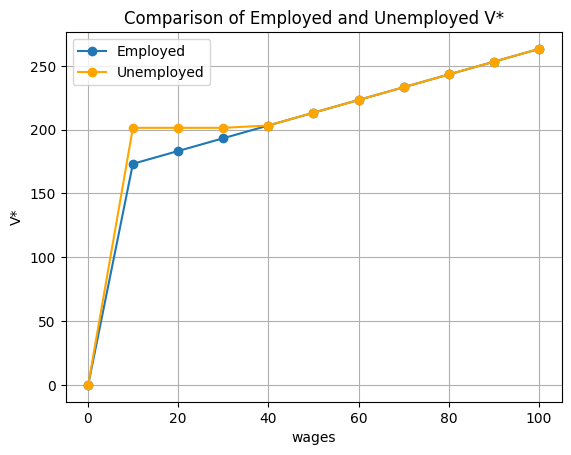 Comparison of Employed and Unemployed V*
Employed
Unemployed
V*
250
200
150
100
50
0
0 20 40 60 80 100
wages